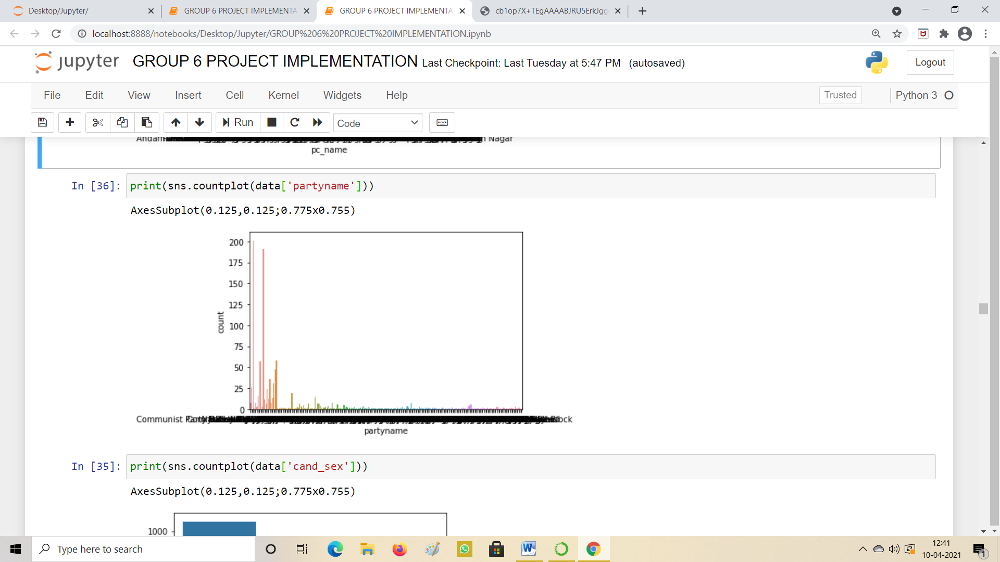 Desktop/Jupyter/
GROUP 6 PROJECT IMPLEMENTA
GROUP 6 PROJECT IMPLEMENTA
cb1op7X+TEgAAAABJRU5ErkJgg
localhost:8888/notebooks/Desktop/Jupyter/GROUP%206%20PROJECT%20IMPLEMENTATION.ipynb
jupyter GROUP 6 PROJECT IMPLEMENTATION Last Checkpoint: Last Tuesday at 5:47 PM (autosaved)
Logout
File Edit View Insert Cell Kernel Widgets Help
Trusted
Python 3
Run
Code
Nagar
pc_name
In [36]: print(sns.countplot(data['partyname']))
AxesSubplot(0.125,0.125;0.775x0.755)
200
175
150
125
100
75
50
25
0
count
Communist
partyname
In [35]: print(sns.countplot(data['cand_sex']))
AxesSubplot(0.125,0.125;0.775x0.755)
1000
Type here to search
12:41
10-04-2021
1